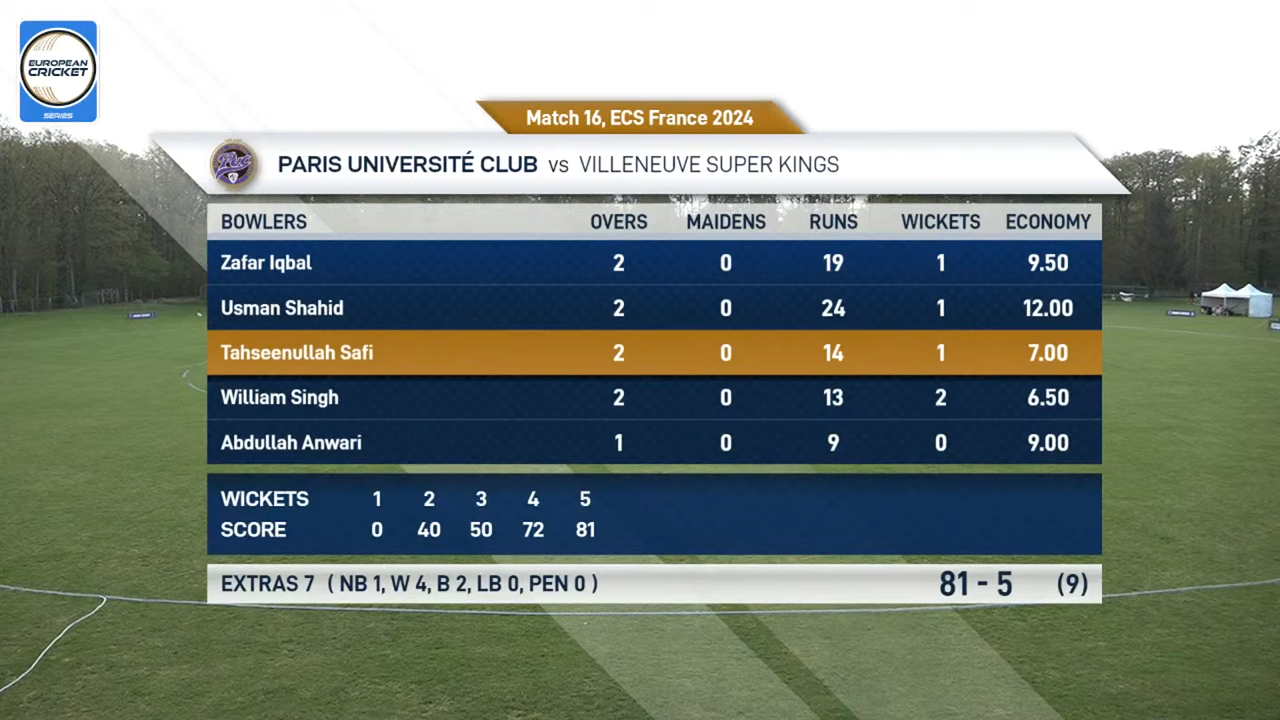 EUROPEAN
CRICKET
SERIES
Match 16, ECS France 2024
PARIS UNIVERSITÉ CLUB vs VILLENEUVE SUPER KINGS
BOWLERS OVERS MAIDENS RUNS WICKETS ECONOMY
Zafar Iqbal 2 0 19 1 9.50
Usman Shahid 2 0 24 1 12.00
Tahseenullah Safi 2 0 14 1 7.00
William Singh 2 0 13 2 6.50
Abdullah Anwari 1 0 9 0 9.00
WICKETS 1 2 3 4 5
SCORE 0 40 50 72 81
EXTRAS 7 ( NB 1, W 4, B 2, LB 0, PEN 0 ) 81 - 5 (9)